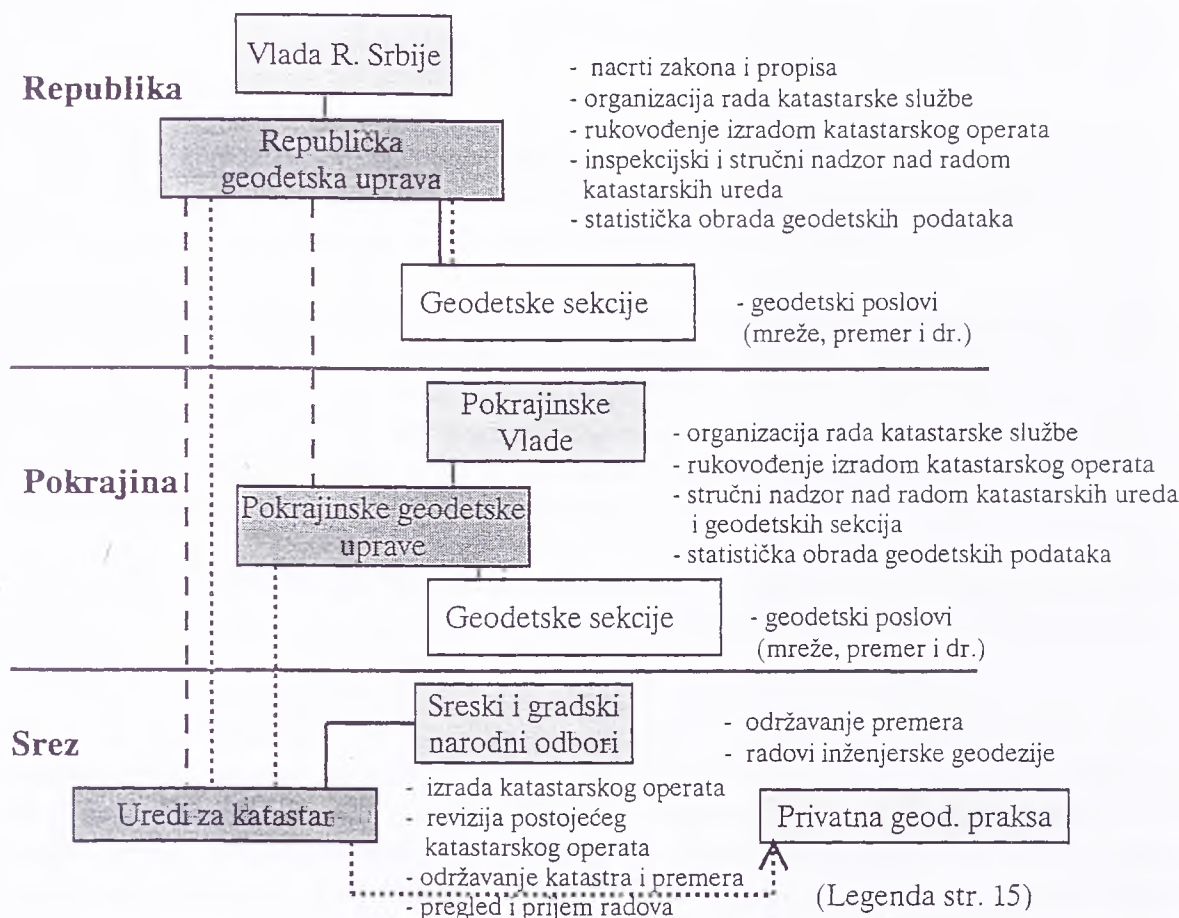 Republika
Vlada R. Srbije
Republička
geodetska uprava
- nacrti zakona i propisa
- organizacija rada katastarske službe
- rukovođenje izradom katastarskog operata
- inspekcijski i stručni nadzor nad radom
katastarskih ureda
- statistička obrada geodetskih podataka
Geodetske sekcije
- geodetski poslovi
(mreže, premer i dr.)
Pokrajina
Pokrajinske
Vlade
Pokrajinske geodetske
uprave
- organizacija rada katastarske službe
- rukovođenje izradom katastarskog operata
- stručni nadzor nad radom katastarskih ureda
i geodetskih sekcija
- statistička obrada geodetskih podataka
Geodetske sekcije
- geodetski poslovi
(mreže, premer i dr.)
Srez
Sreski i gradski
narodni odbori
- održavanje premera
- radovi inženjerske geodezije
Uredi za katastar
- izrada katastarskog operata
- revizija postojećeg
katastarskog operata
- održavanje katastra i premera
- pregled i prijem radova
Privatna geod. praksa
(Legenda str. 15)